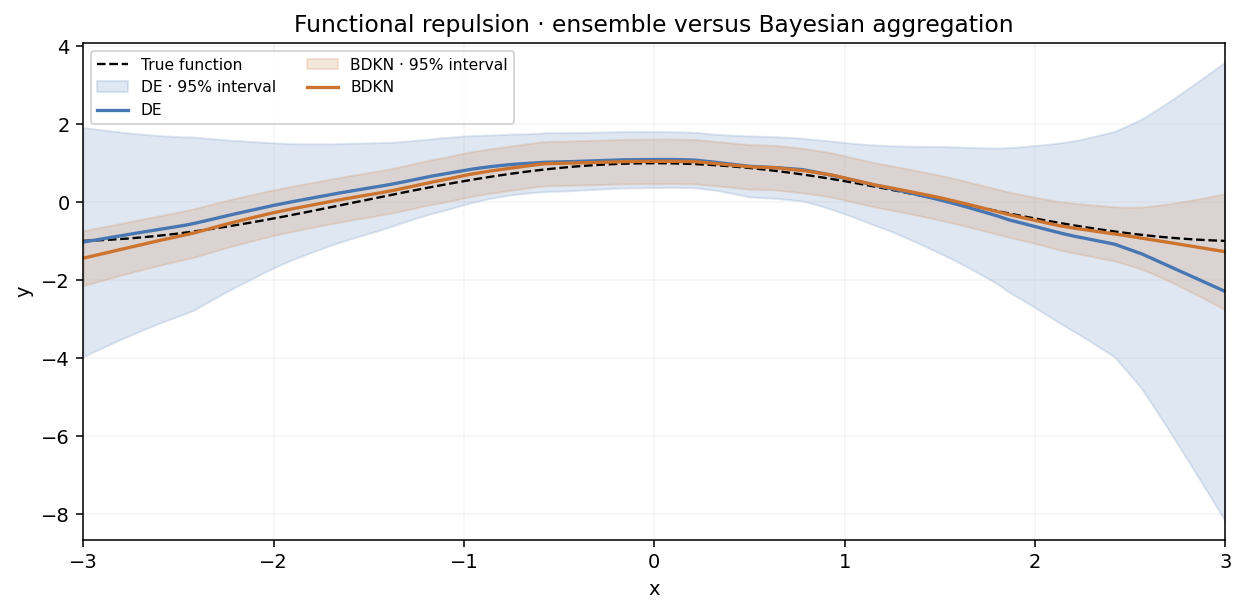 Functional repulsion · ensemble versus Bayesian aggregation
True function
DE · 95% interval
DE
BDKN · 95% interval
BDKN
y
4
2
0
−2
−4
−6
−8
−3
−2
−1
0
1
2
3
x